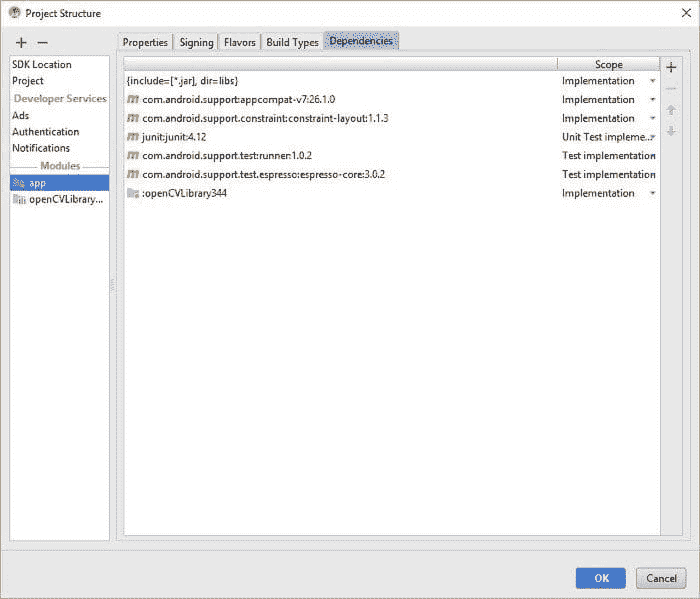 Project Structure
Properties Signing Flavors Build Types Dependencies
SDK Location
Project
Developer Services
Ads
Authentication
Notifications
Modules
app
openCVLibrary...
Scope
{include=[*.jar], dir=libs} Implementation
com.android.support:appcompat-v7:26.1.0 Implementation
com.android.support.constraint:constraint-layout:1.1.3 Implementation
junit:junit:4.12 Unit Test impleme...
com.android.support.test:runner:1.0.2 Test implementation
com.android.support.test.espresso:espresso-core:3.0.2 Test implementation
:openCVLibrary344 Implementation
OK Cancel